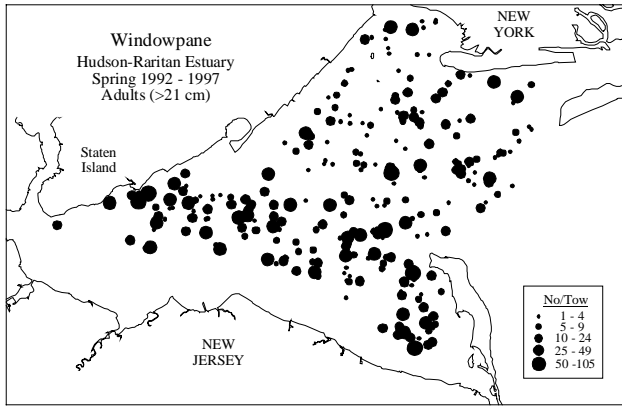 Windowpane
Hudson-Raritan Estuary
Spring 1992 - 1997
Adults (>21 cm)
NEW
YORK
Staten
Island
NEW
JERSEY
No/Tow
1 - 4
5 - 9
10 - 24
25 - 49
50 -105